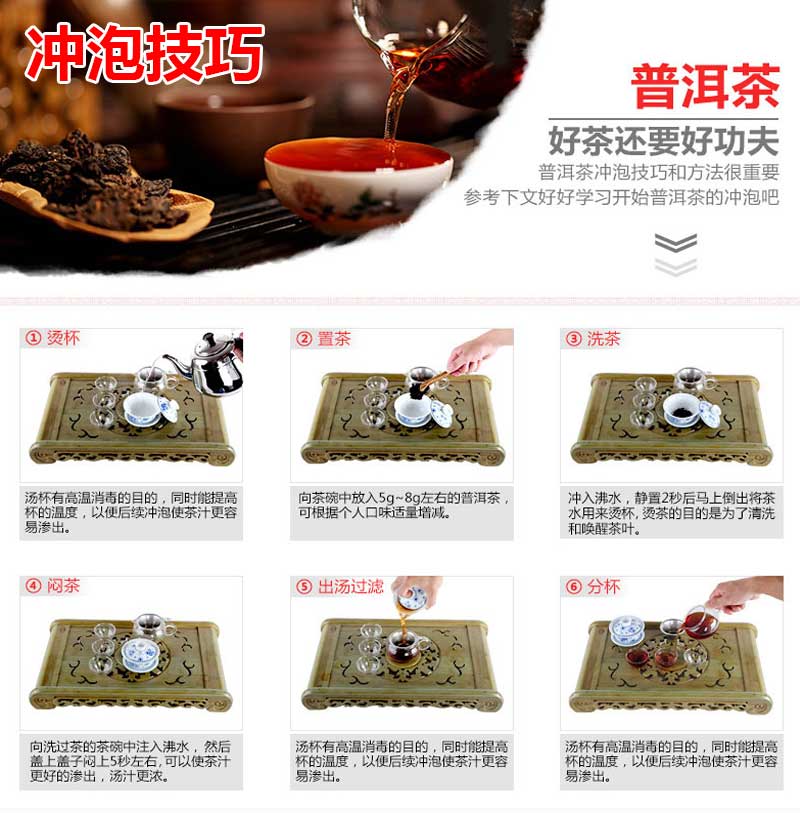 冲泡技巧
普洱茶
好茶还要好功夫
普洱茶冲泡技巧和方法很重要
参考下文好好学习开始普洱茶的冲泡吧
① 烫杯
汤杯有高温消毒的目的，同时能提高
杯的温度，以便后续冲泡使茶汁更容
易渗出。
② 置茶
向茶碗中放入5g~8g左右的普洱茶，
可根据个人口味适量增减。
③ 洗茶
冲入沸水，静置2秒后马上倒出将茶
水用来烫杯, 烫茶的目的是为了清洗
和唤醒茶叶。
④ 闷茶
向洗过茶的茶碗中注入沸水， 然后
盖上盖子闷上5秒左右, 可以使茶汁
更好的渗出，汤汁更浓。
⑤ 出汤过滤
汤杯有高温消毒的目的，同时能提高
杯的温度，以便后续冲泡使茶汁更容
易渗出。
⑥ 分杯
汤杯有高温消毒的目的，同时能提高
杯的温度，以便后续冲泡使茶汁更容
易渗出。